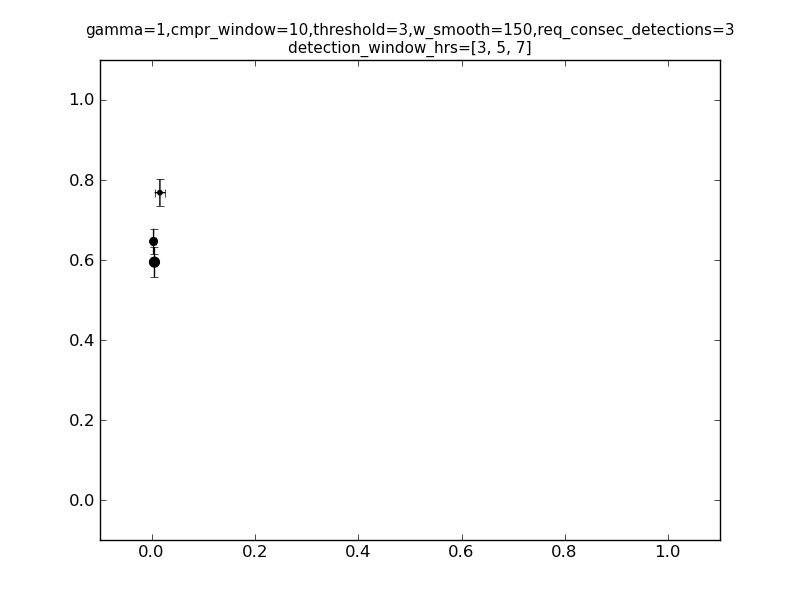 gamma=1,cmpr_window=10,threshold=3,w_smooth=150,req_consec_detections=3
detection_window_hrs=[3, 5, 7]
1.0
0.8
0.6
0.4
0.2
0.0
0.0 0.2 0.4 0.6 0.8 1.0